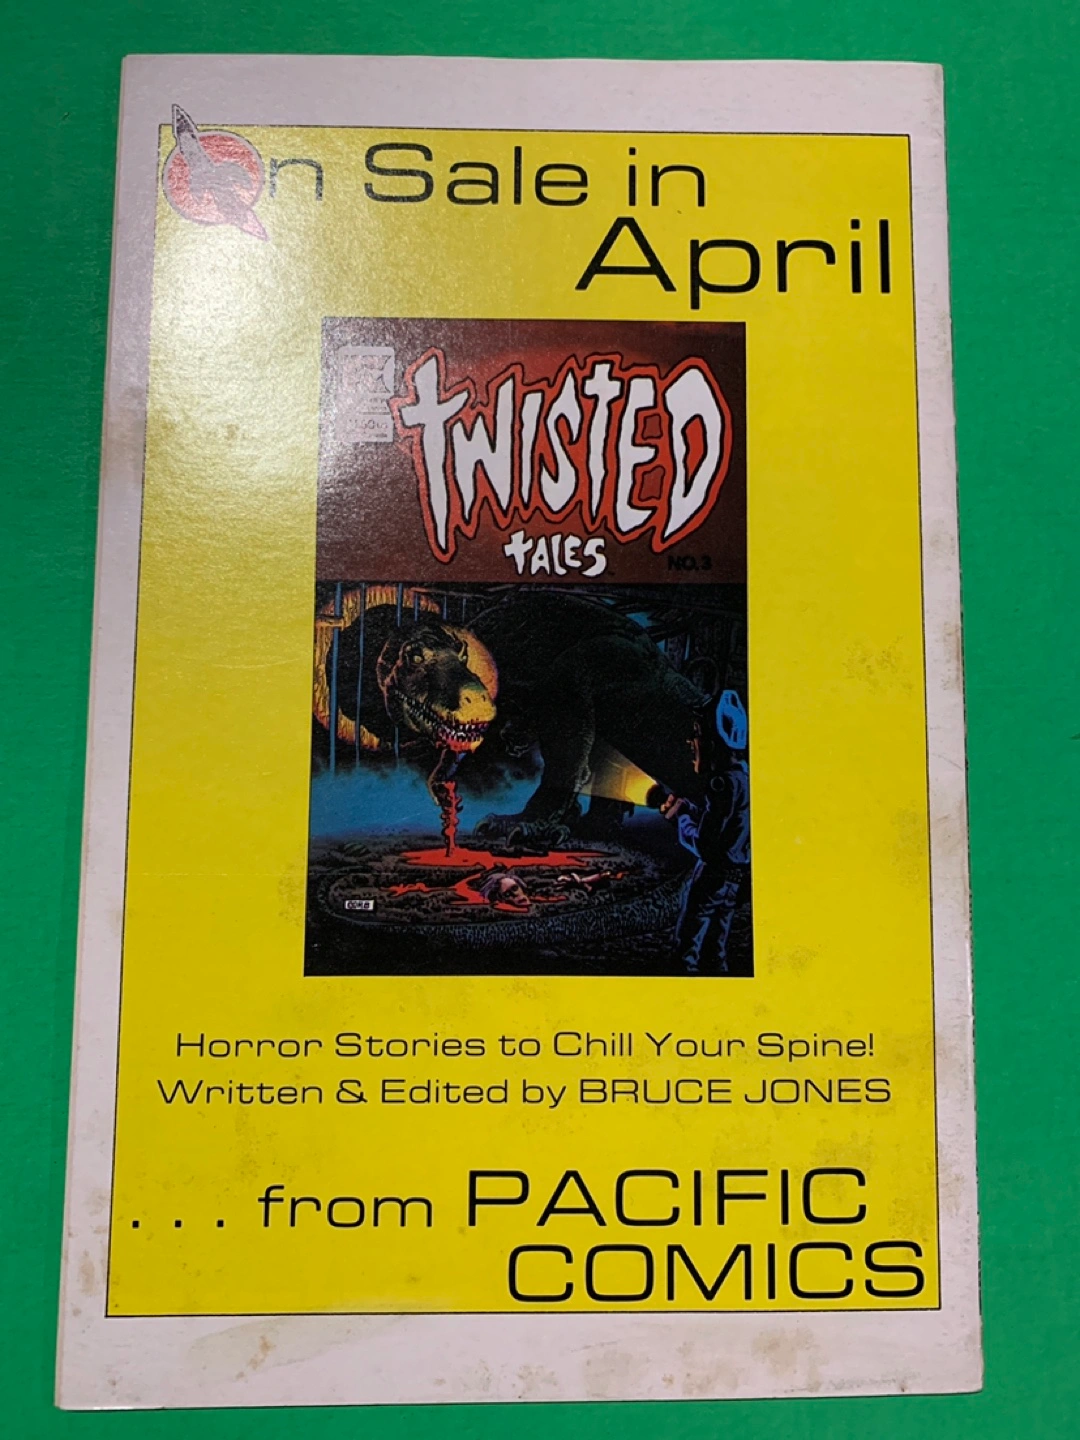 On Sale in
April
TWISTED
TALES
NO.3
CORB
Horror Stories to Chill Your Spine!
Written & Edited by BRUCE JONES
. . . from PACIFIC
COMICS